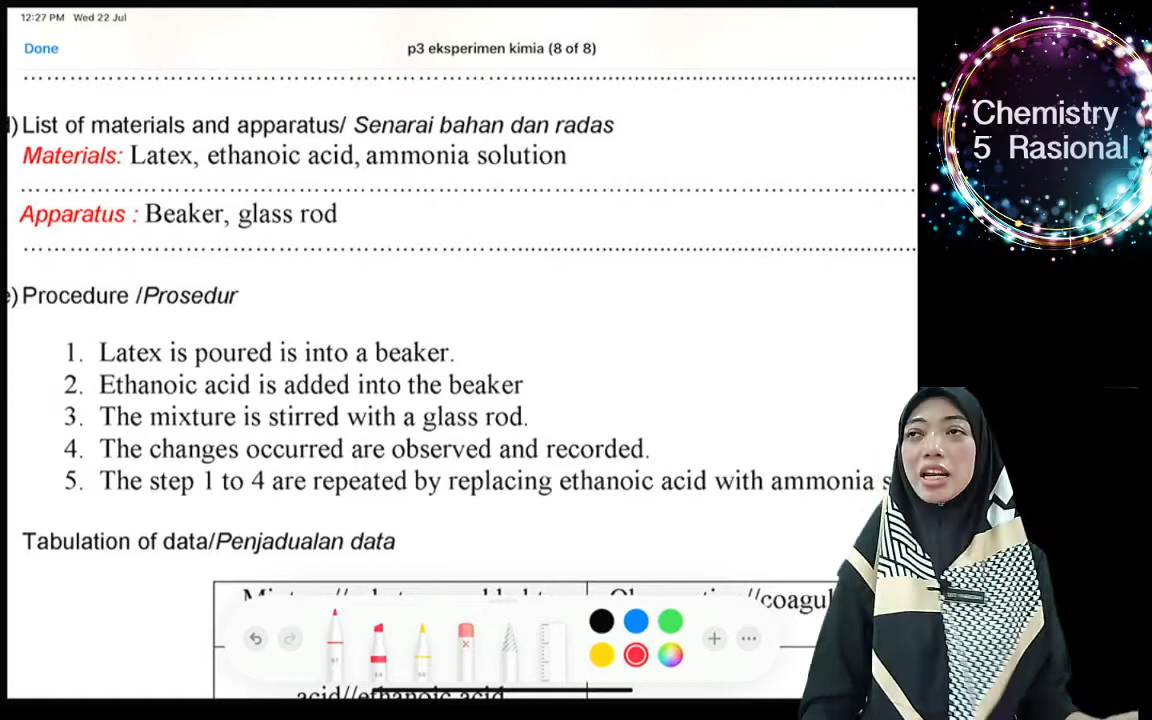 12:27 PM Wed 22 Jul
Done
p3 eksperimen kimia (8 of 8)
Chemistry
5 Rasional
List of materials and apparatus/ Senarai bahan dan radas
Materials: Latex, ethanoic acid, ammonia solution
Apparatus : Beaker, glass rod
e) Procedure /Prosedur
1. Latex is poured is into a beaker.
2. Ethanoic acid is added into the beaker
3. The mixture is stirred with a glass rod.
4. The changes occurred are observed and recorded.
5. The step 1 to 4 are repeated by replacing ethanoic acid with ammonia s
Tabulation of data/Penjadualan data
acid//ethanoic acid